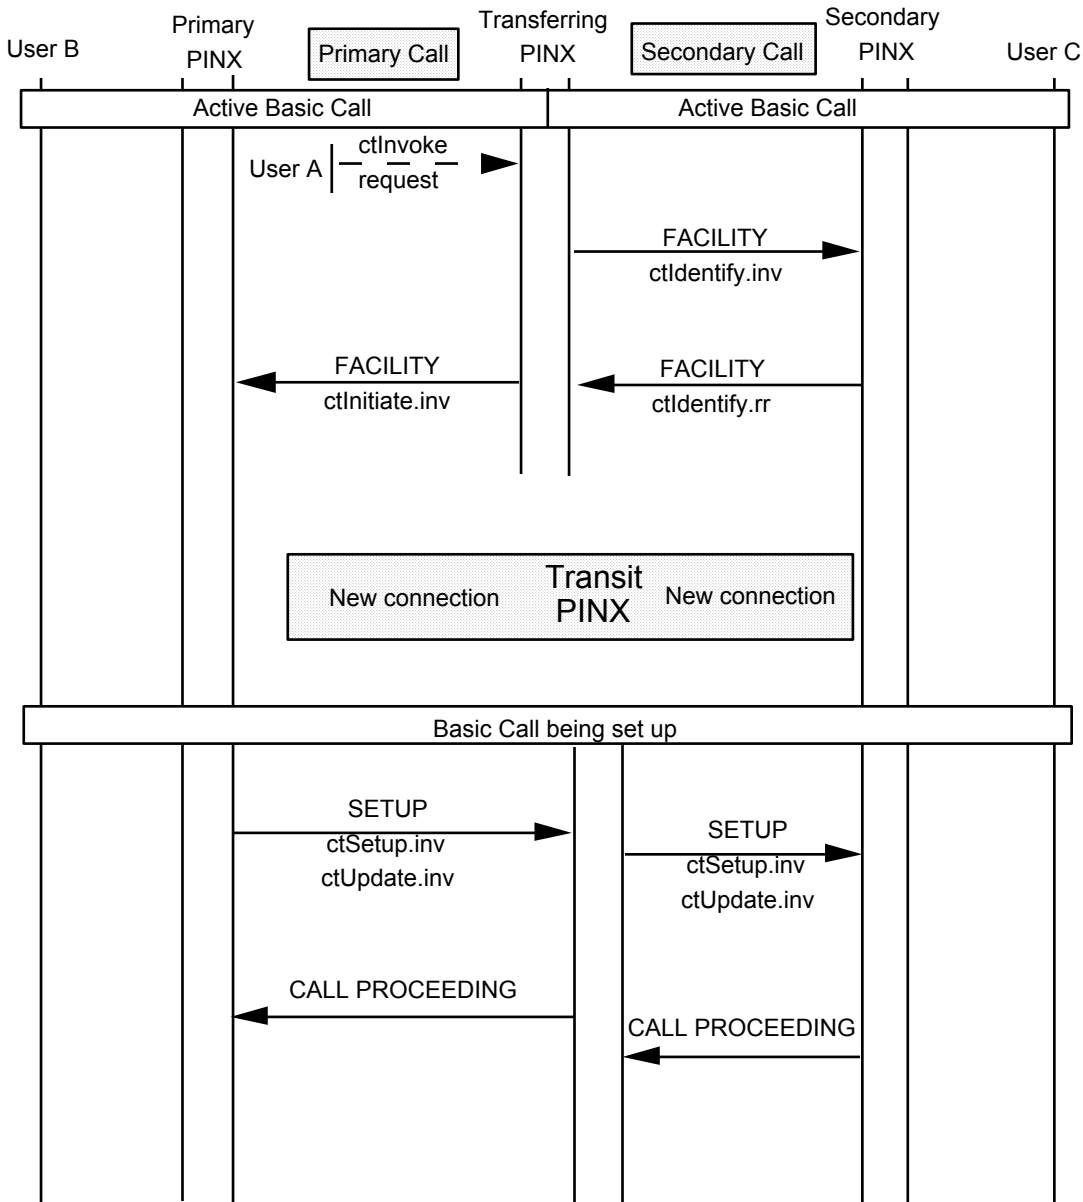 User B
Primary
PINX
Primary Call
Transferring
PINX
Secondary Call
Secondary
PINX
User C
Active Basic Call
Active Basic Call
User A
ctInvoke
request
FACILITY
ctIdentify.inv
FACILITY
ctInitiate.inv
FACILITY
ctIdentify.rr
New connection
Transit
PINX
New connection
Basic Call being set up
SETUP
ctSetup.inv
ctUpdate.inv
SETUP
ctSetup.inv
ctUpdate.inv
CALL PROCEEDING
CALL PROCEEDING